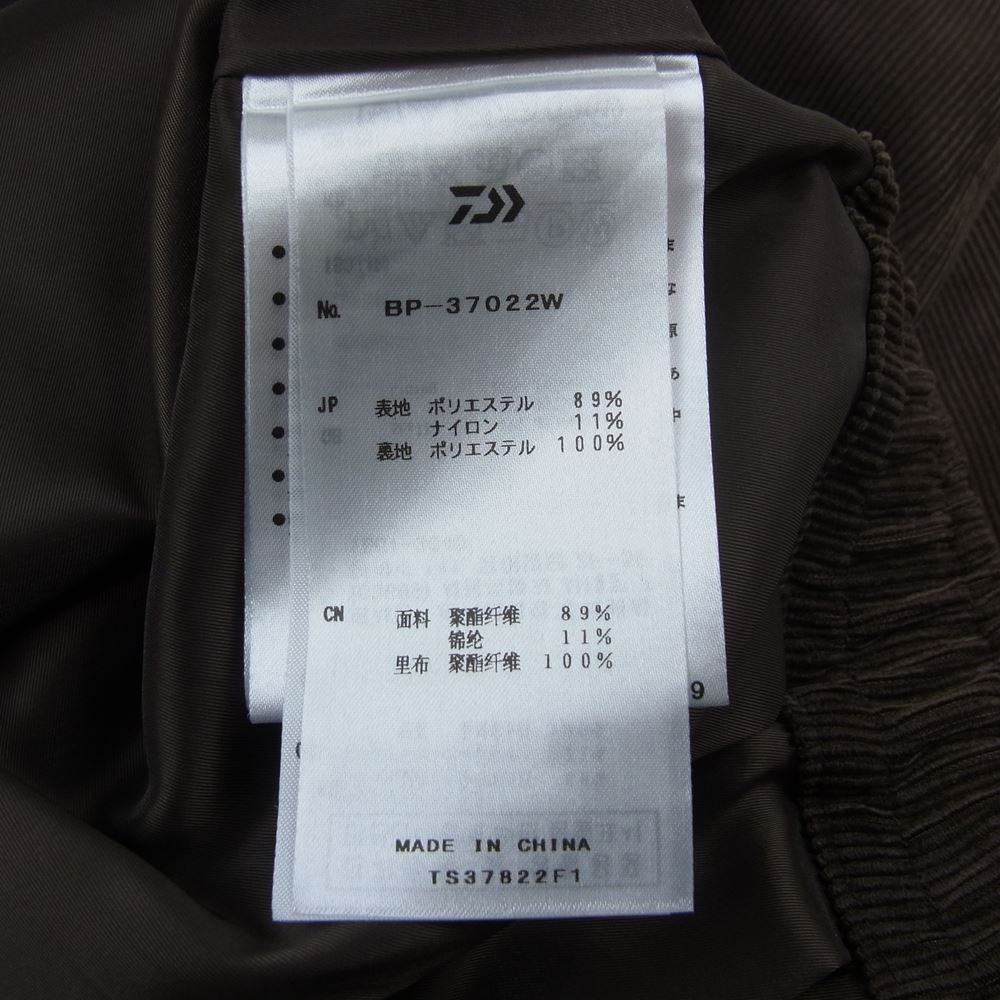 No. BP-37022W
JP 表地 ポリエステル 89%
ナイロン 11%
裏地 ポリエステル 100%
CN 面料 聚酯纤维 89%
锦纶 11%
里布 聚酯纤维 100%
9
MADE IN CHINA
TS37822F1